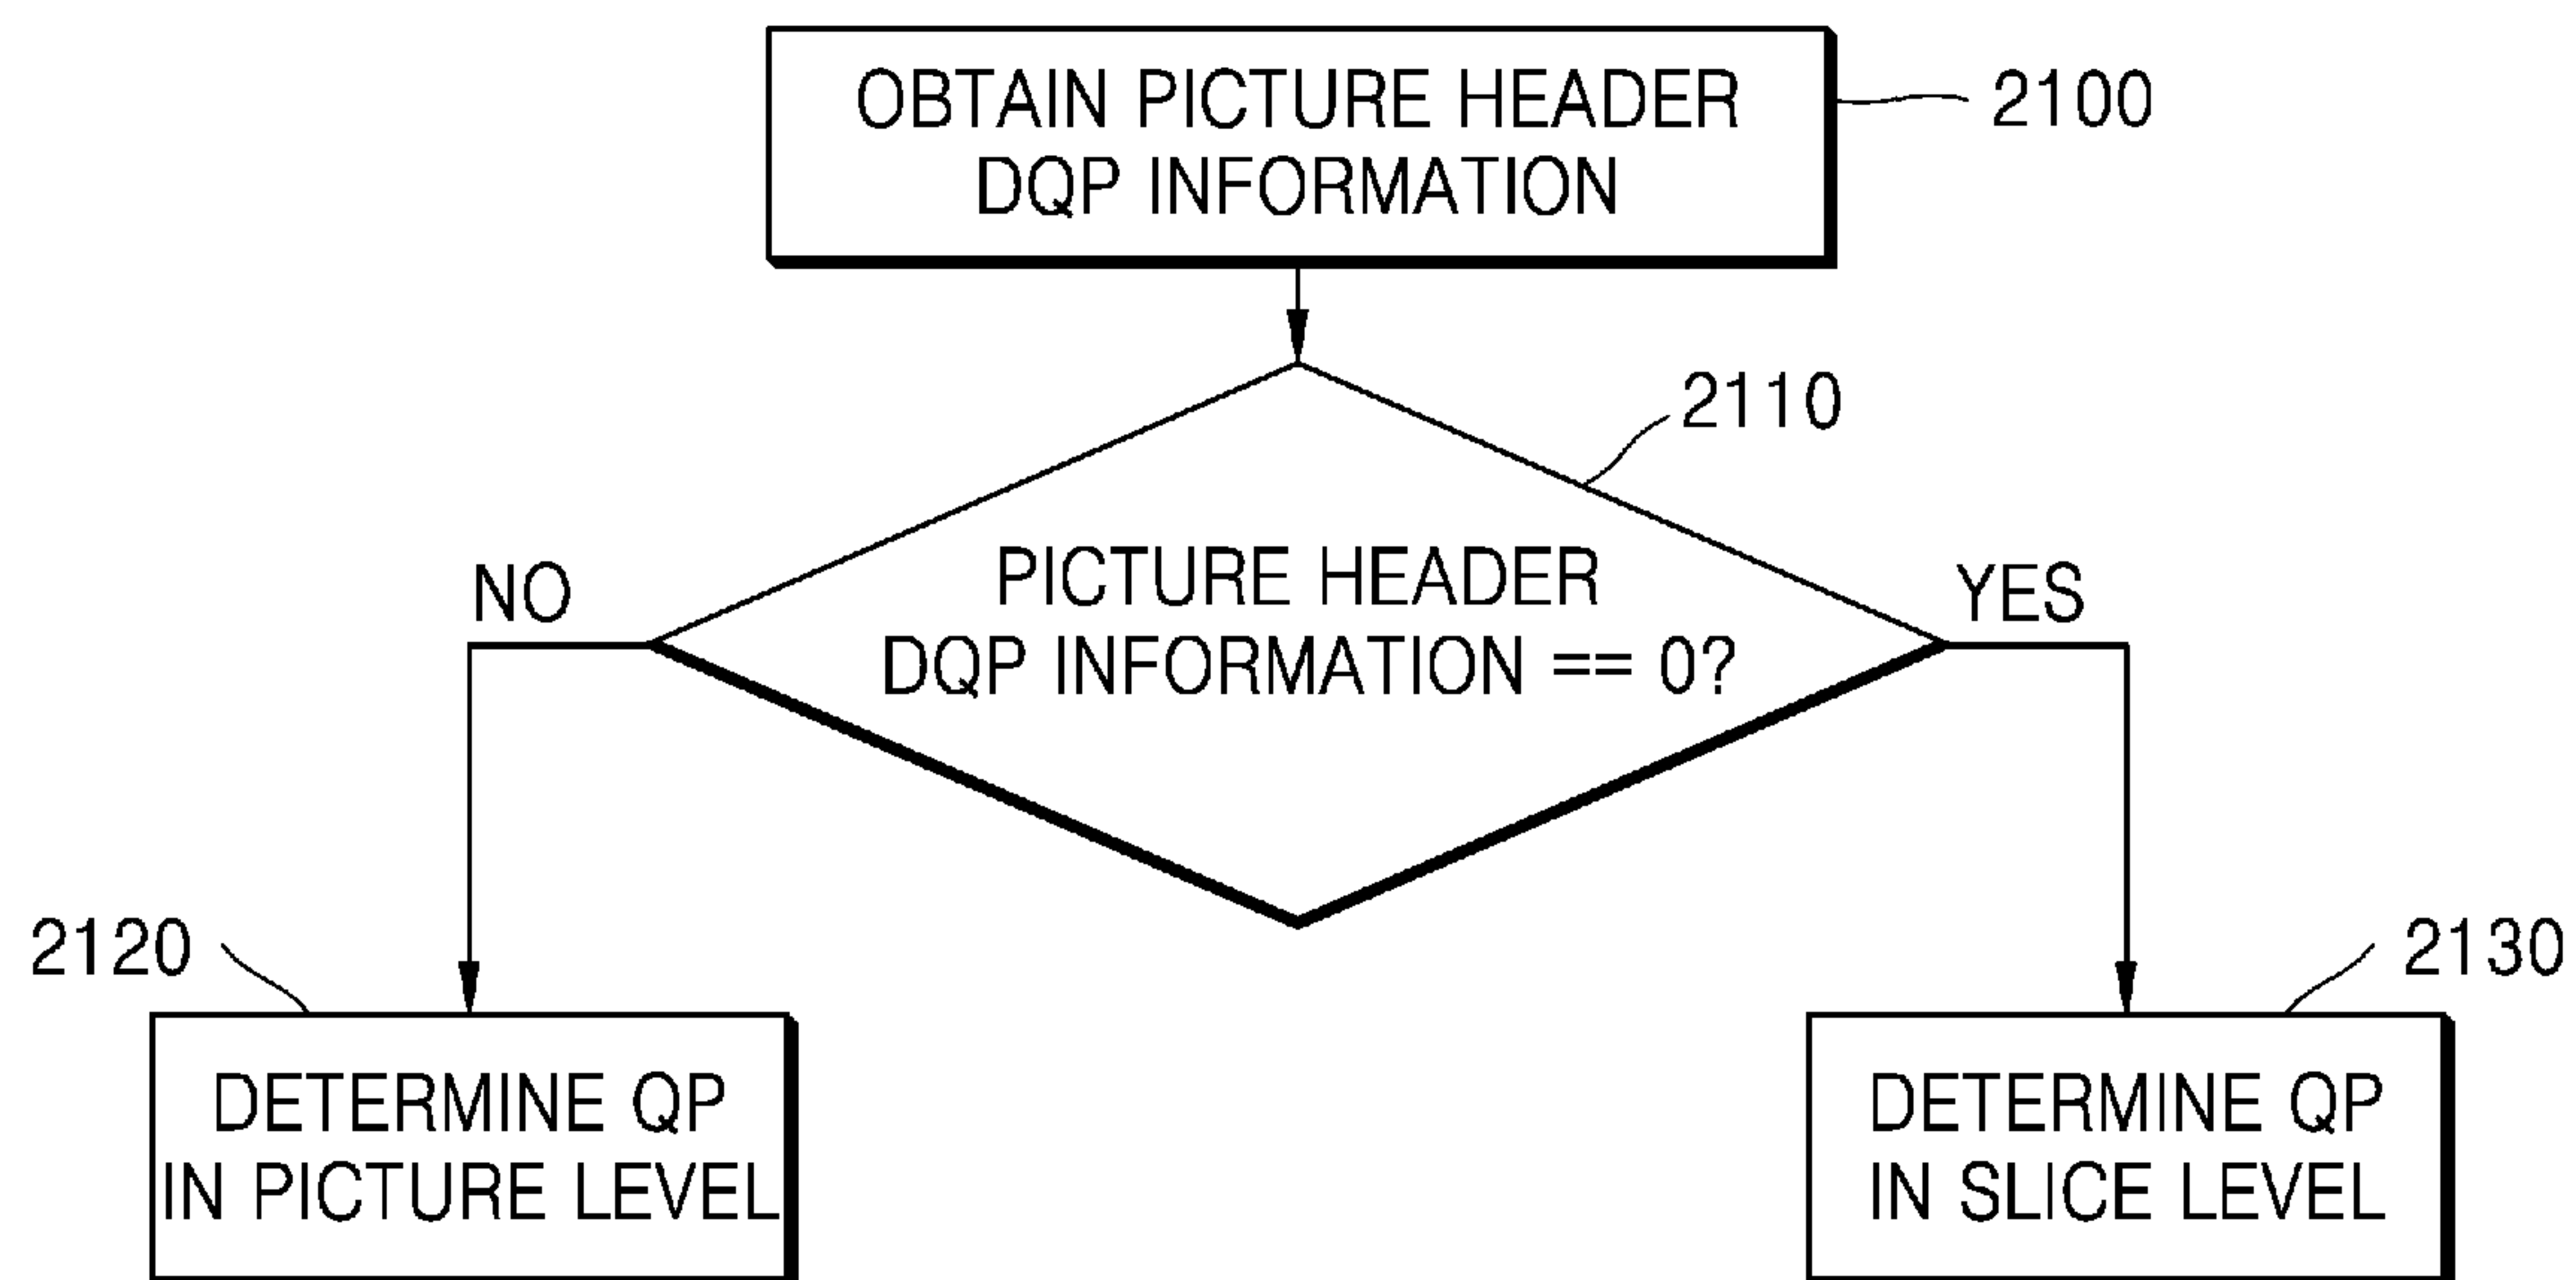 OBTAIN PICTURE HEADER
DQP INFORMATION
2100
2110
PICTURE HEADER
DQP INFORMATION == 0?
NO
YES
2120
DETERMINE QP
IN PICTURE LEVEL
2130
DETERMINE QP
IN SLICE LEVEL